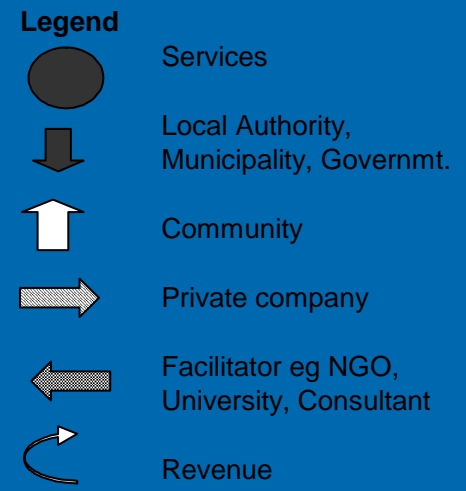 Legend
Services
Local Authority,
Municipality, Governmt.
Community
Private company
Facilitator eg NGO,
University, Consultant
Revenue